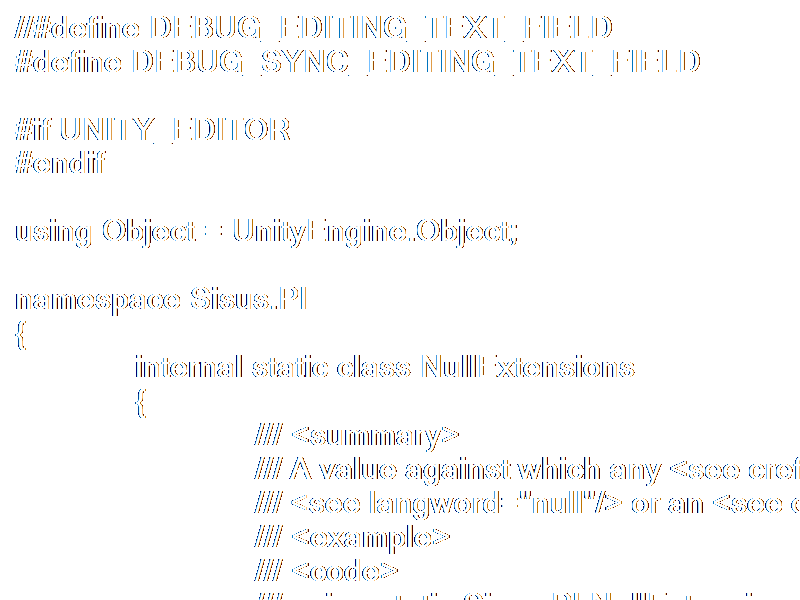 //#define DEBUG_EDITING_TEXT_FIELD
#define DEBUG_SYNC_EDITING_TEXT_FIELD
#if UNITY_EDITOR
#endif
using Object = UnityEngine.Object;
namespace Sisus.PI
{
internal static class NullExtensions
{
/// <summary>
/// A value against which any <see cref
/// <see langword="null"/> or an <see c
/// <example>
/// <code>